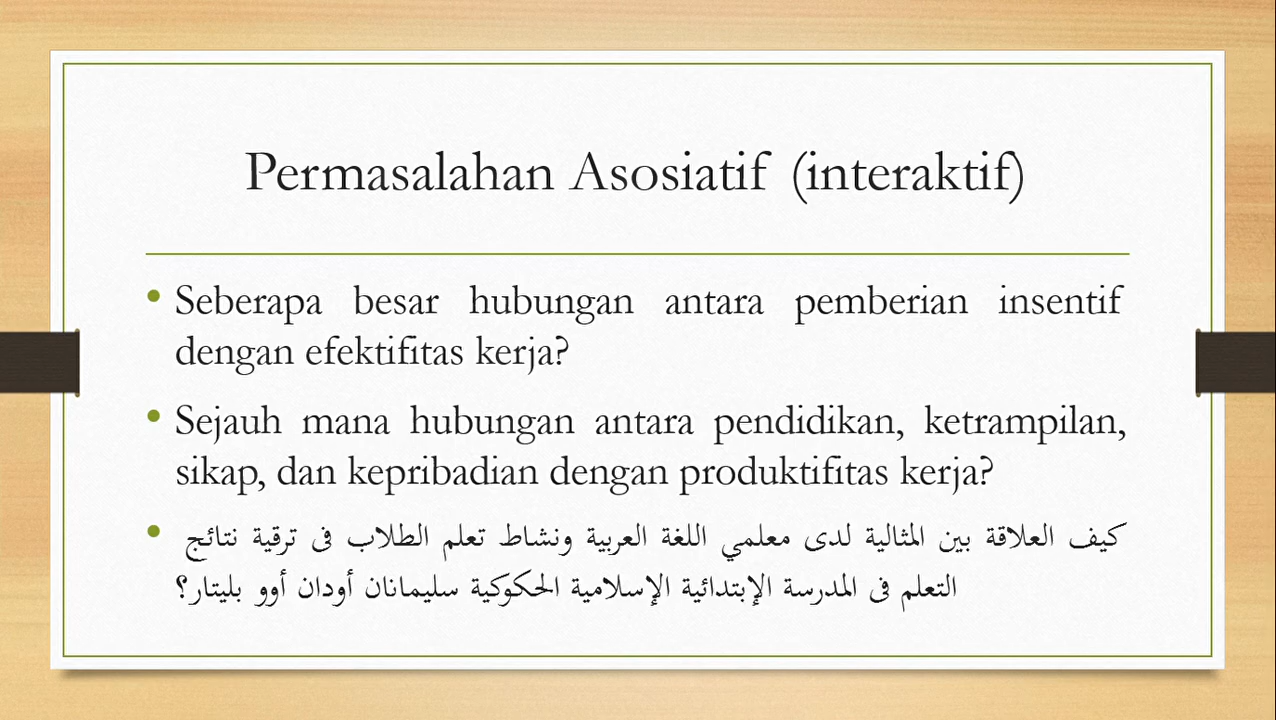 Permasalahan Asosiatif (interaktif)
• Seberapa besar hubungan antara pemberian insentif
dengan efektifitas kerja?
• Sejauh mana hubungan antara pendidikan, ketrampilan,
sikap, dan kepribadian dengan produktifitas kerja?
• كيف العلاقة بين المثالية لدى معلمي اللغة العربية ونشاط تعلم الطلاب فى ترقية نتائج
التعلم فى المدرسة الإبتدائية الإسلامية الحكوكية سليمانان أودان أوو بليتار؟